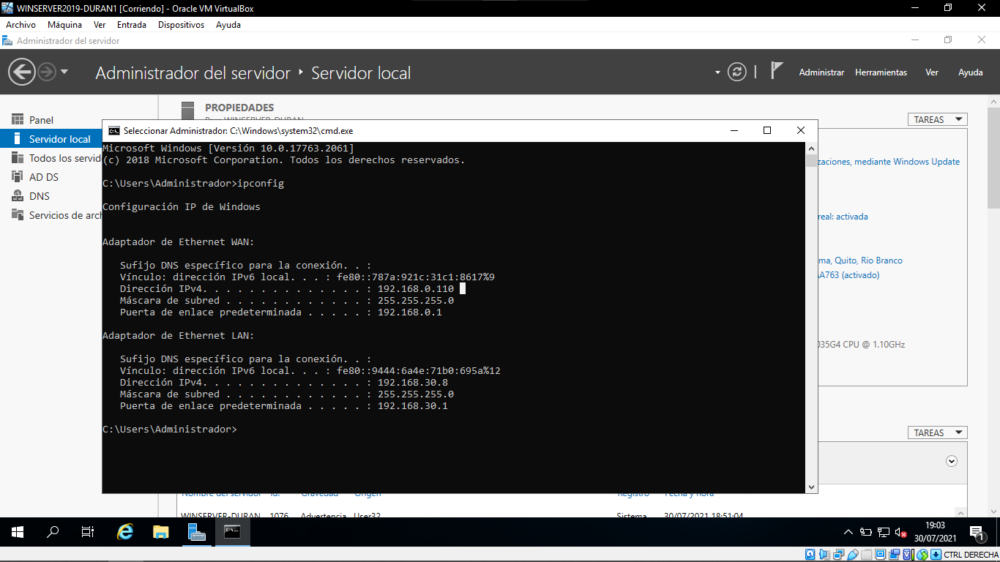 WINSERVER2019-DURAN1 [Corriendo] - Oracle VM VirtualBox
Archivo Máquina Ver Entrada Dispositivos Ayuda
Administrador del servidor
Administrador del servidor Servidor local
Administrar Herramientas Ver Ayuda
Panel
Servidor local
Todos los servid
AD DS
DNS
Servicios de arch
PROPIEDADES
Para WINSERVER-DURAN
TAREAS
Seleccionar Administrador: C:\Windows\system32\cmd.exe
Microsoft Windows [Versión 10.0.17763.2061]
(c) 2018 Microsoft Corporation. Todos los derechos reservados.
C:\Users\Administrador>ipconfig
Configuración IP de Windows
Adaptador de Ethernet WAN:
Sufijo DNS específico para la conexión. . :
Vínculo: dirección IPv6 local. . . : fe80::787a:921c:31c1:8617%9
Dirección IPv4. . . . . . . . . . . . . . : 192.168.0.110
Máscara de subred . . . . . . . . . . . . : 255.255.255.0
Puerta de enlace predeterminada . . . . . : 192.168.0.1
Adaptador de Ethernet LAN:
Sufijo DNS específico para la conexión. . :
Vínculo: dirección IPv6 local. . . : fe80::9444:6a4e:71b0:695a%12
Dirección IPv4. . . . . . . . . . . . . . : 192.168.30.8
Máscara de subred . . . . . . . . . . . . : 255.255.255.0
Puerta de enlace predeterminada . . . . . : 192.168.30.1
C:\Users\Administrador>
zaciones, mediante Windows Update
real: activada
ma, Quito, Rio Branco
AA763 (activado)
035G4 CPU @ 1.10GHz
TAREAS
Nombre del servidor Id. Gravedad Origen Registro Fecha y hora
WINSERVER-DURAN 1076 Advertencia User32 Sistema 30/07/2021 18:51:04
19:03
30/07/2021
1
CTRL DERECHA